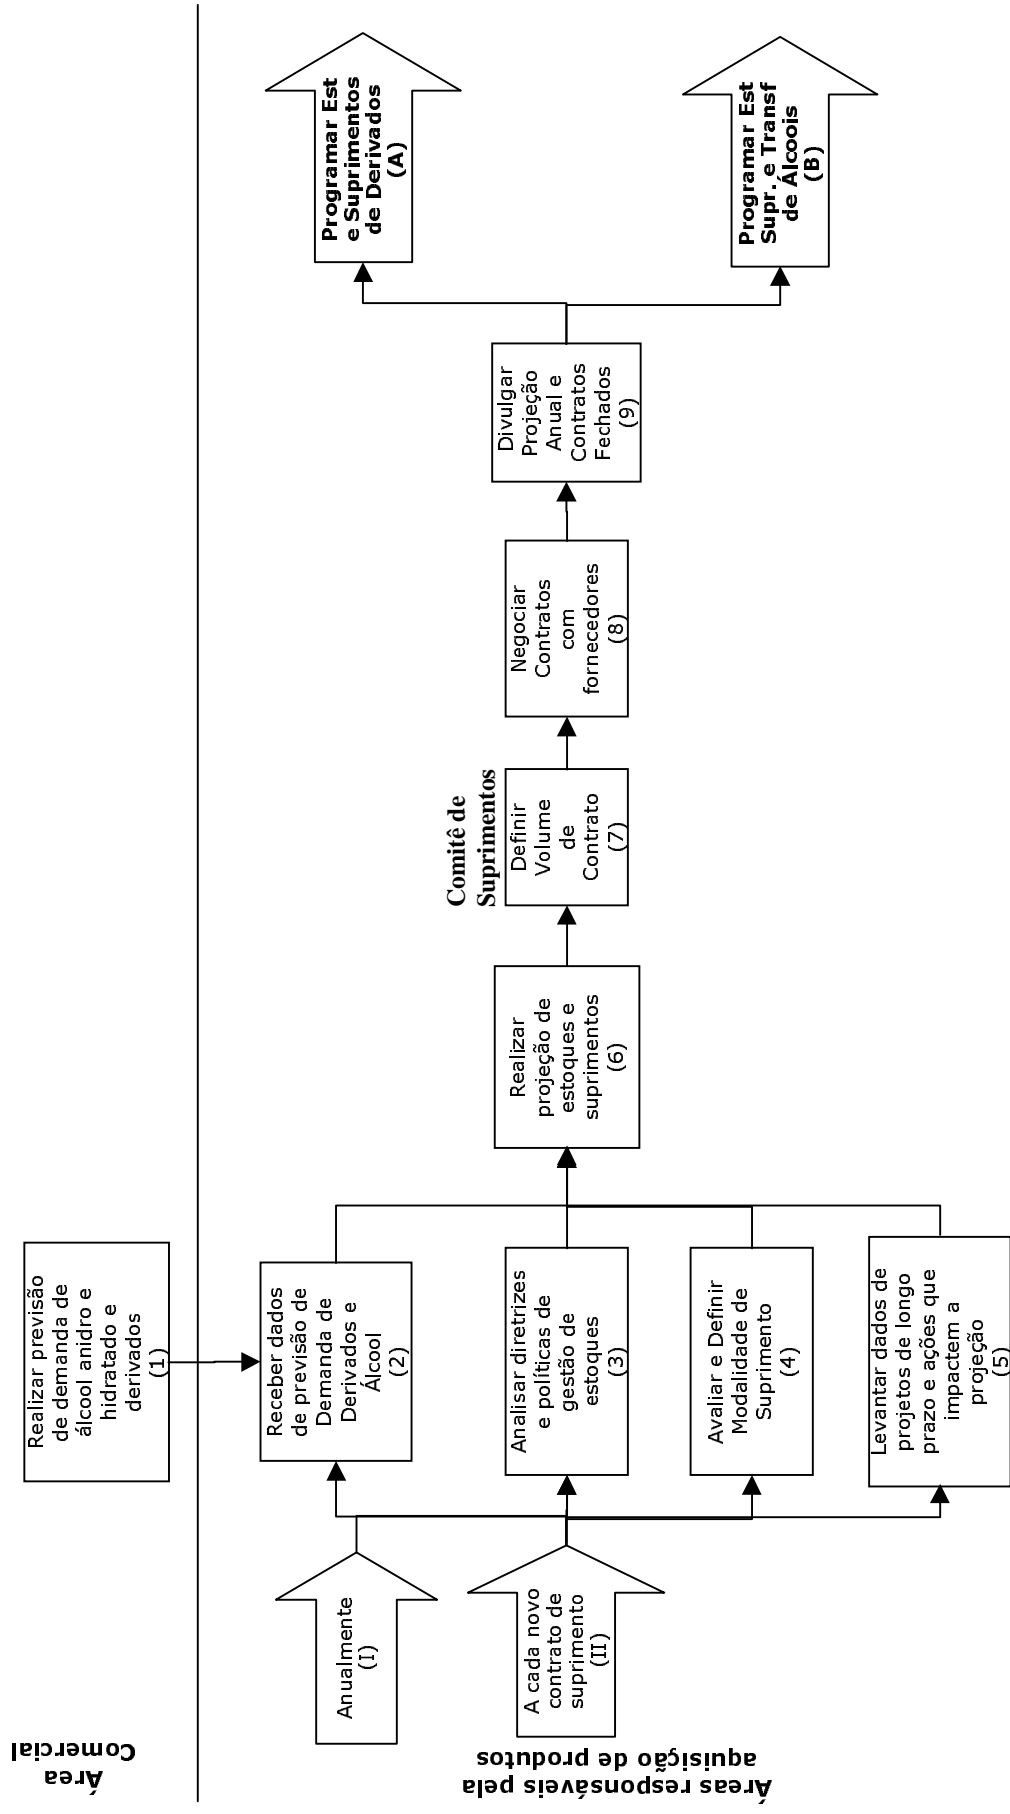 Área
Comercial
Realizar previsão
de demanda de
álcool anidro e
hidratado e
derivados
(1)
Áreas responsáveis pela
aquisição de produtos
Anualmente
(I)
A cada novo
contrato de
suprimento
(II)
Receber dados
de previsão de
Demanda de
Derivados e
Álcool
(2)
Analisar diretrizes
e políticas de
gestão de
estoques
(3)
Avaliar e Definir
Modalidade de
Suprimento
(4)
Levantar dados de
projetos de longo
prazo e ações que
impactem a
projeção
(5)
Realizar
projeção de
estoques e
suprimentos
(6)
Comitê de
Suprimentos
Definir
Volume
de
Contrato
(7)
Negociar
Contratos
com
fornecedores
(8)
Divulgar
Projeção
Anual e
Contratos
Fechados
(9)
Programar Est
e Suprimentos
de Derivados
(A)
Programar Est
Supr. e Transf
de Álcoois
(B)